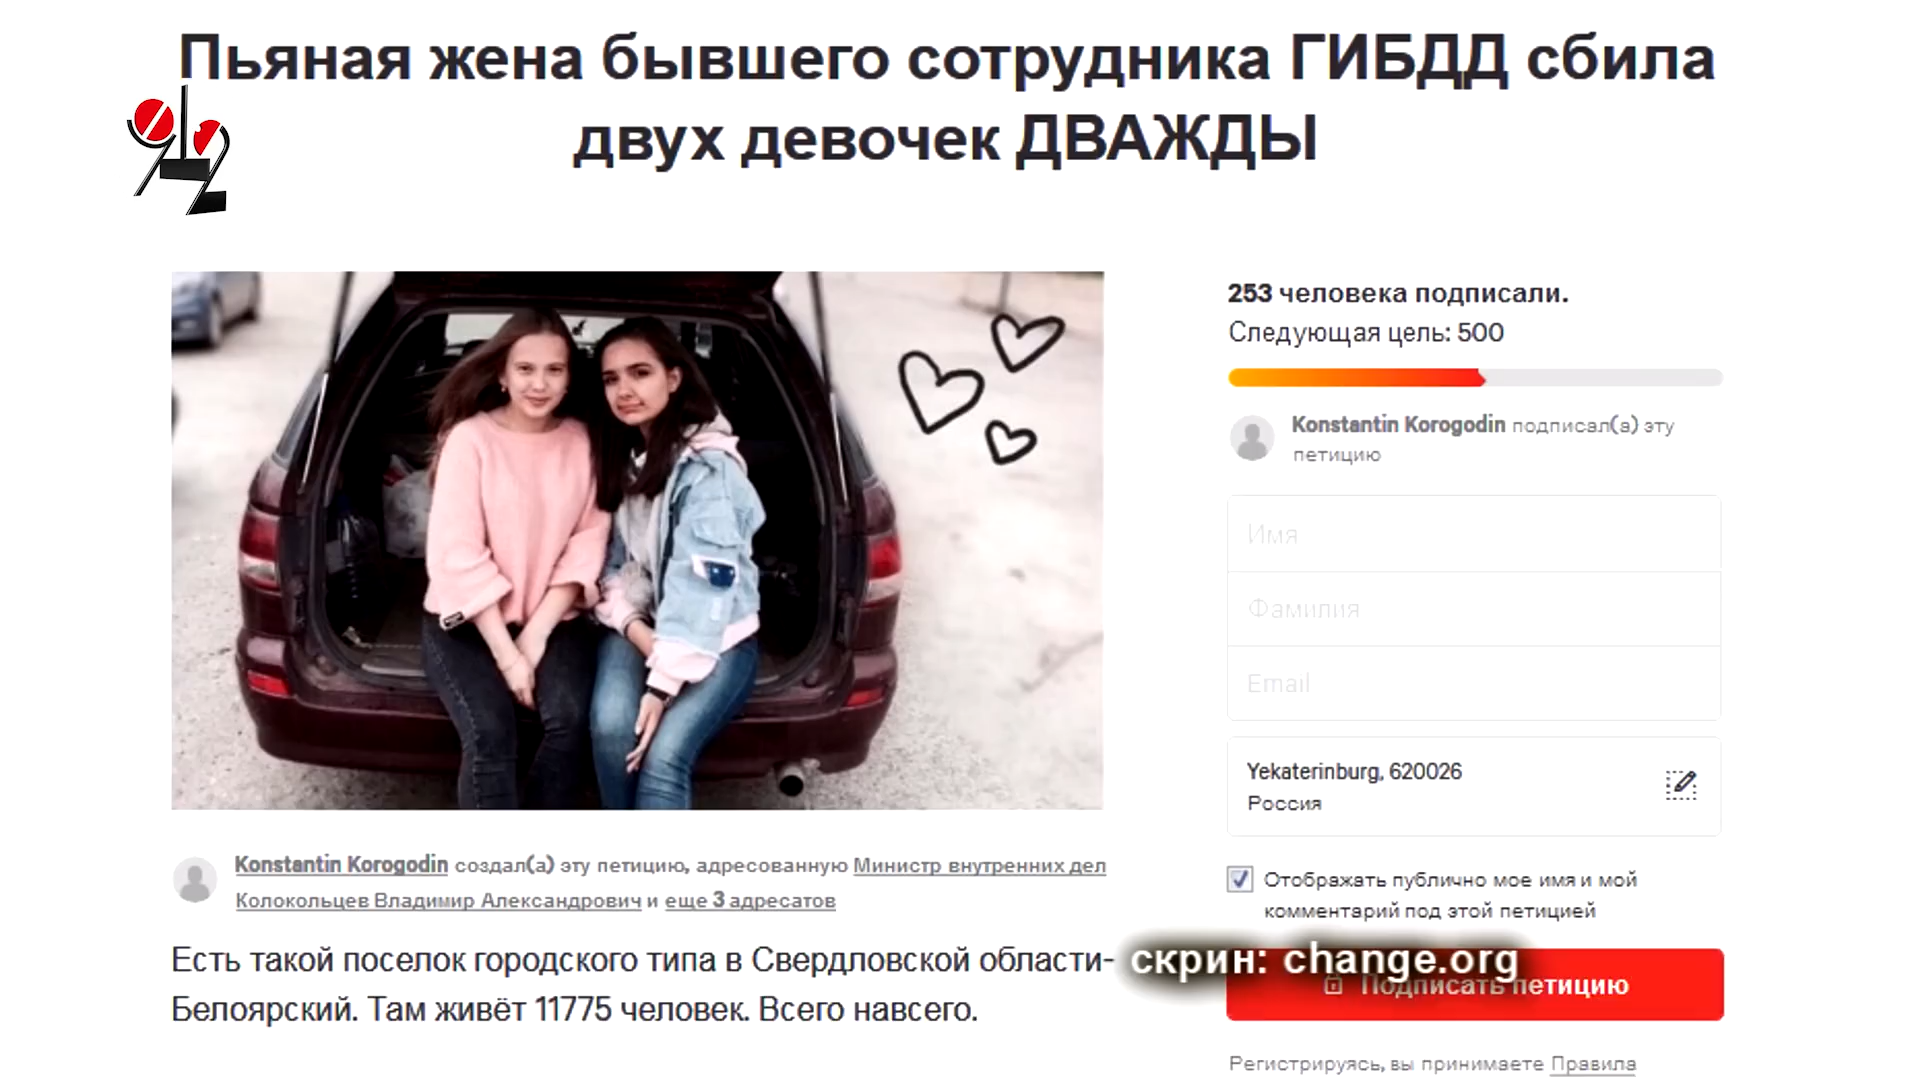 Пьяная жена бывшего сотрудника ГИБДД сбила
двух девочек ДВАЖДЫ
253 человека подписали.
Следующая цель: 500
Konstantin Korogodin подписал(а) эту
петицию
Имя
Фамилия
Email
Yekaterinburg, 620026
Россия
Отображать публично мое имя и мой
комментарий под этой петицией
Подписать петицию
Регистрируясь, вы принимаете Правила
Konstantin Korogodin создал(а) эту петицию, адресованную Министр внутренних дел
Колокольцев Владимир Александрович и еще 3 адресатов
Есть такой поселок городского типа в Свердловской области-
Белоярский. Там живёт 11775 человек. Всего навсего.
скрин: change.org